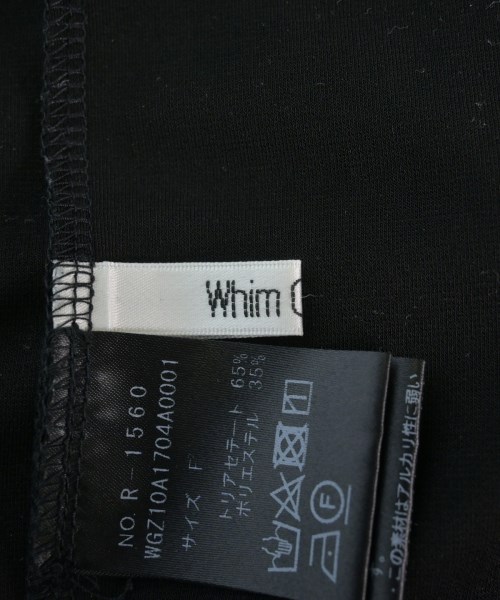 Whim
NO. R-1560
WGZ10A1704A0001
サイズ F
トリアセテート 65%
ポリエステル 35%
F
この素材はアルカリ性に弱い